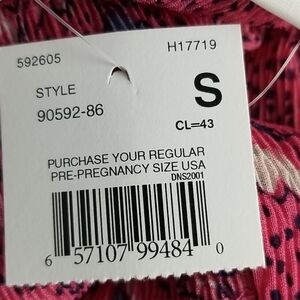 592605 H17719
STYLE
90592-86
S
CL=43
PURCHASE YOUR REGULAR
PRE-PREGNANCY SIZE USA
DNS2001
6 57107 99484 0